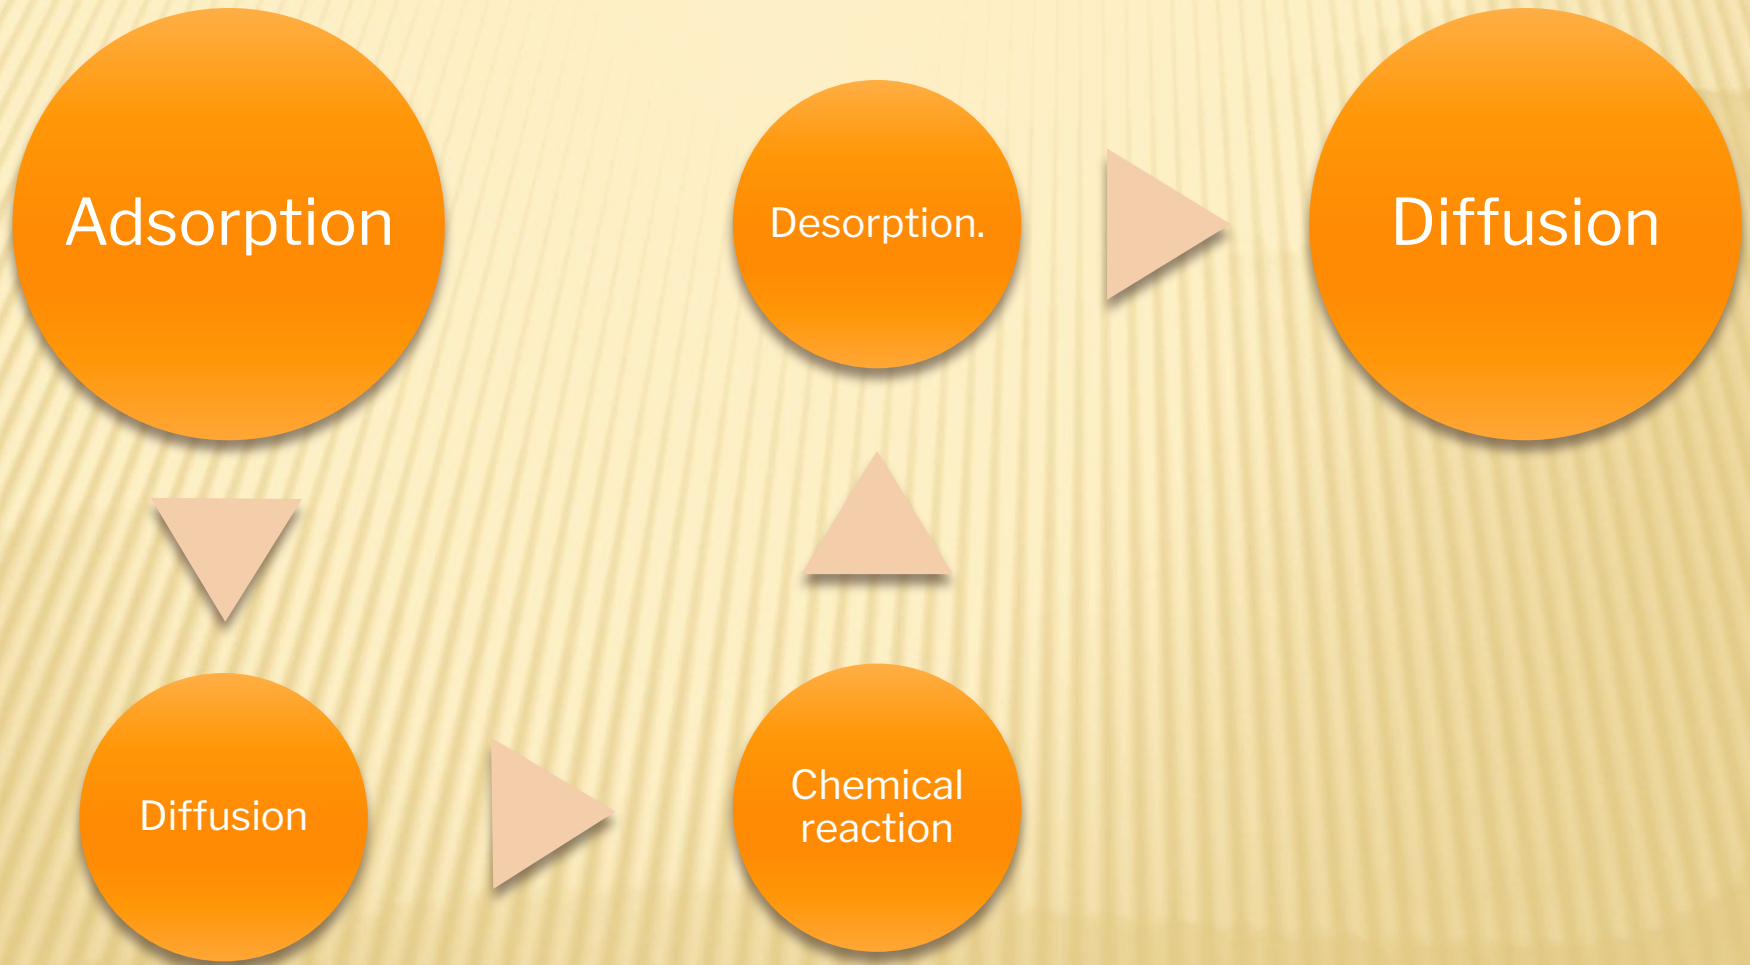 Adsorption
Diffusion
Chemical
reaction
Desorption.
Diffusion